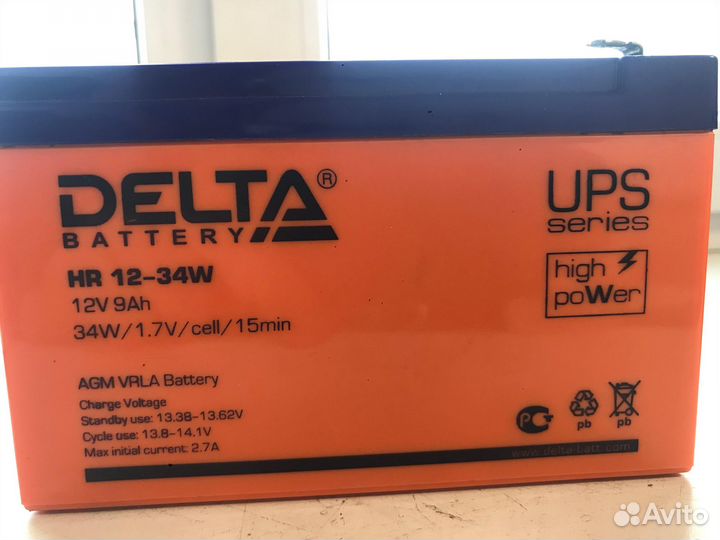 DELTA®
BATTERY
HR 12-34W
12V 9Ah
34W/1.7V/cell/15min
AGM VRLA Battery
Charge Voltage
Standby use: 13.38-13.62V
Cycle use: 13.8-14.1V
Max initial current: 2.7A
UPS
series
high
poWer
РСТ
pb
pb
www.delta-batt.com
Avito